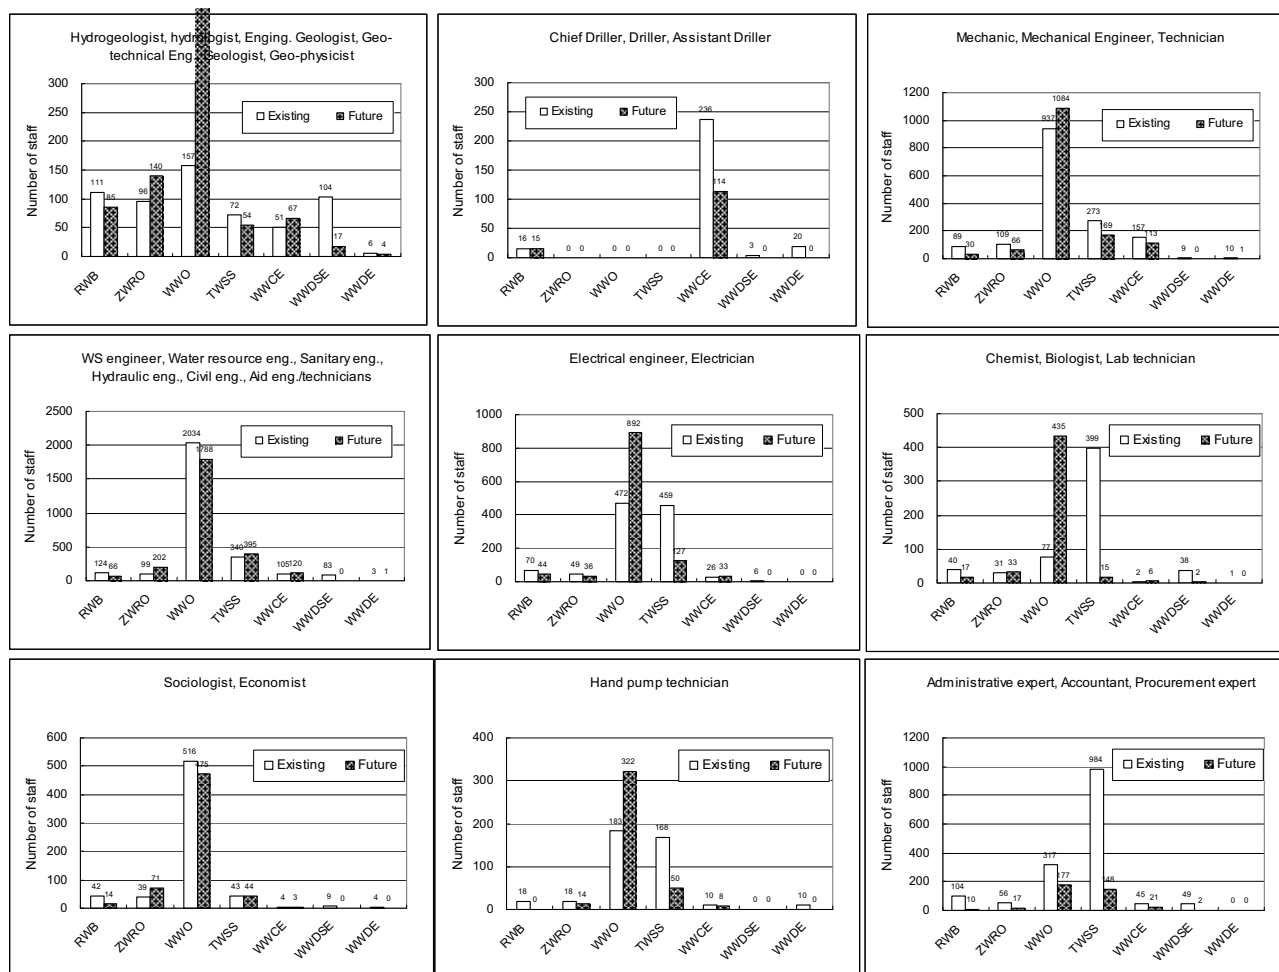 Hydrogeologist, hydrologist, Enging. Geologist, Geo-
technical Eng., Geologist, Geo-physicist
Number of staff
300
250
200
150
100
50
0
Existing Future
111 85 96 140 157 72 54 51 67 104 17 6 4
RWB ZWRO WWO TWSS WWCE WWDSE WWDE
Chief Driller, Driller, Assistant Driller
Number of staff
300
250
200
150
100
50
0
Existing Future
16 15 0 0 0 0 0 0 236 114 3 0 20 0
RWB ZWRO WWO TWSS WWCE WWDSE WWDE
Mechanic, Mechanical Engineer, Technician
Number of staff
1200
1000
800
600
400
200
0
Existing Future
89 30 109 66 937 1084 273 169 157 113 9 0 10 1
RWB ZWRO WWO TWSS WWCE WWDSE WWDE
WS engineer, Water resource eng., Sanitary eng.,
Hydraulic eng., Civil eng., Aid eng./technicians
Number of staff
2500
2000
1500
1000
500
0
Existing Future
124 66 99 202 2034 1788 340 395 105 120 83 0 3 1
RWB ZWRO WWO TWSS WWCE WWDSE WWDE
Electrical engineer, Electrician
Number of staff
1000
800
600
400
200
0
Existing Future
70 44 49 36 472 892 459 127 26 33 6 0 0 0
RWB ZWRO WWO TWSS WWCE WWDSE WWDE
Chemist, Biologist, Lab technician
Number of staff
500
400
300
200
100
0
Existing Future
40 17 31 33 77 435 399 15 2 6 38 2 1 0
RWB ZWRO WWO TWSS WWCE WWDSE WWDE
Sociologist, Economist
Number of staff
600
500
400
300
200
100
0
Existing Future
42 14 39 71 516 475 43 44 4 3 9 0 4 0
RWB ZWRO WWO TWSS WWCE WWDSE WWDE
Hand pump technician
Number of staff
400
300
200
100
0
Existing Future
18 0 18 14 183 322 168 50 10 8 0 0 10 0
RWB ZWRO WWO TWSS WWCE WWDSE WWDE
Administrative expert, Accountant, Procurement expert
Number of staff
1200
1000
800
600
400
200
0
Existing Future
104 10 56 17 317 177 984 148 45 21 49 2 0 0
RWB ZWRO WWO TWSS WWCE WWDSE WWDE